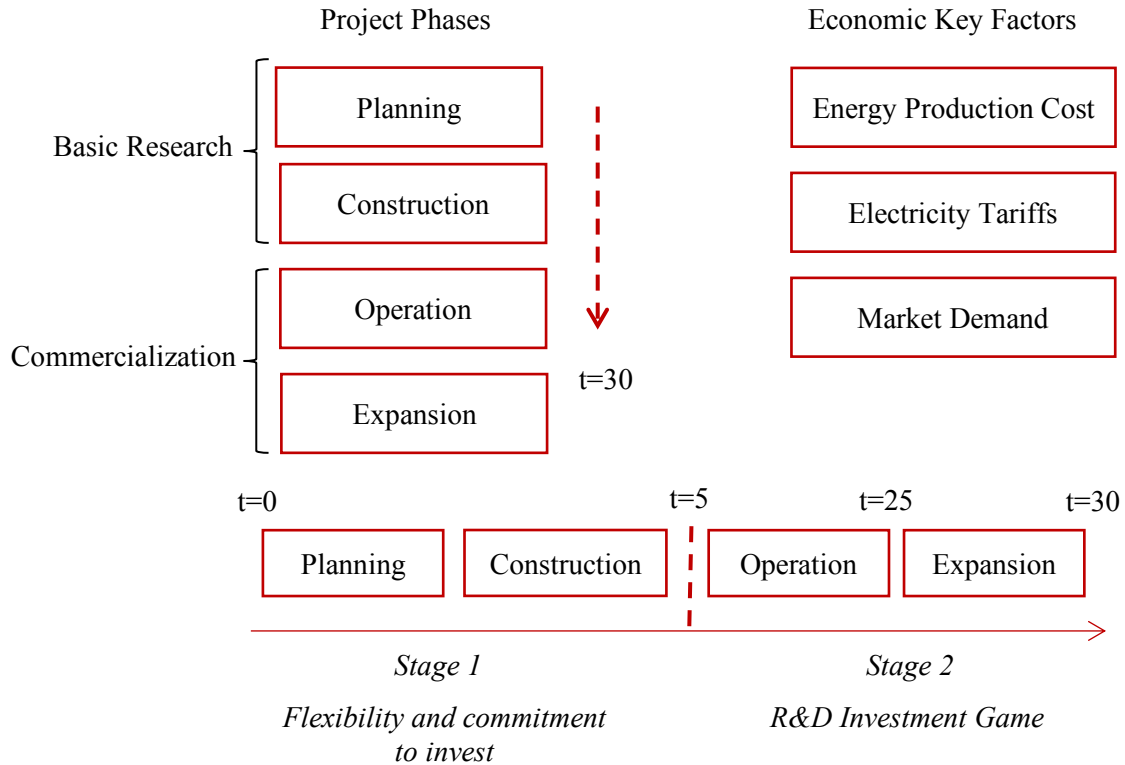 Project Phases
Economic Key Factors
Basic Research
Planning
Construction
Energy Production Cost
Electricity Tariffs
Commercialization
Operation
Expansion
t=30
Market Demand
t=0
t=5
t=25
t=30
Planning
Construction
Operation
Expansion
Stage 1
Stage 2
Flexibility and commitment
to invest
R&D Investment Game